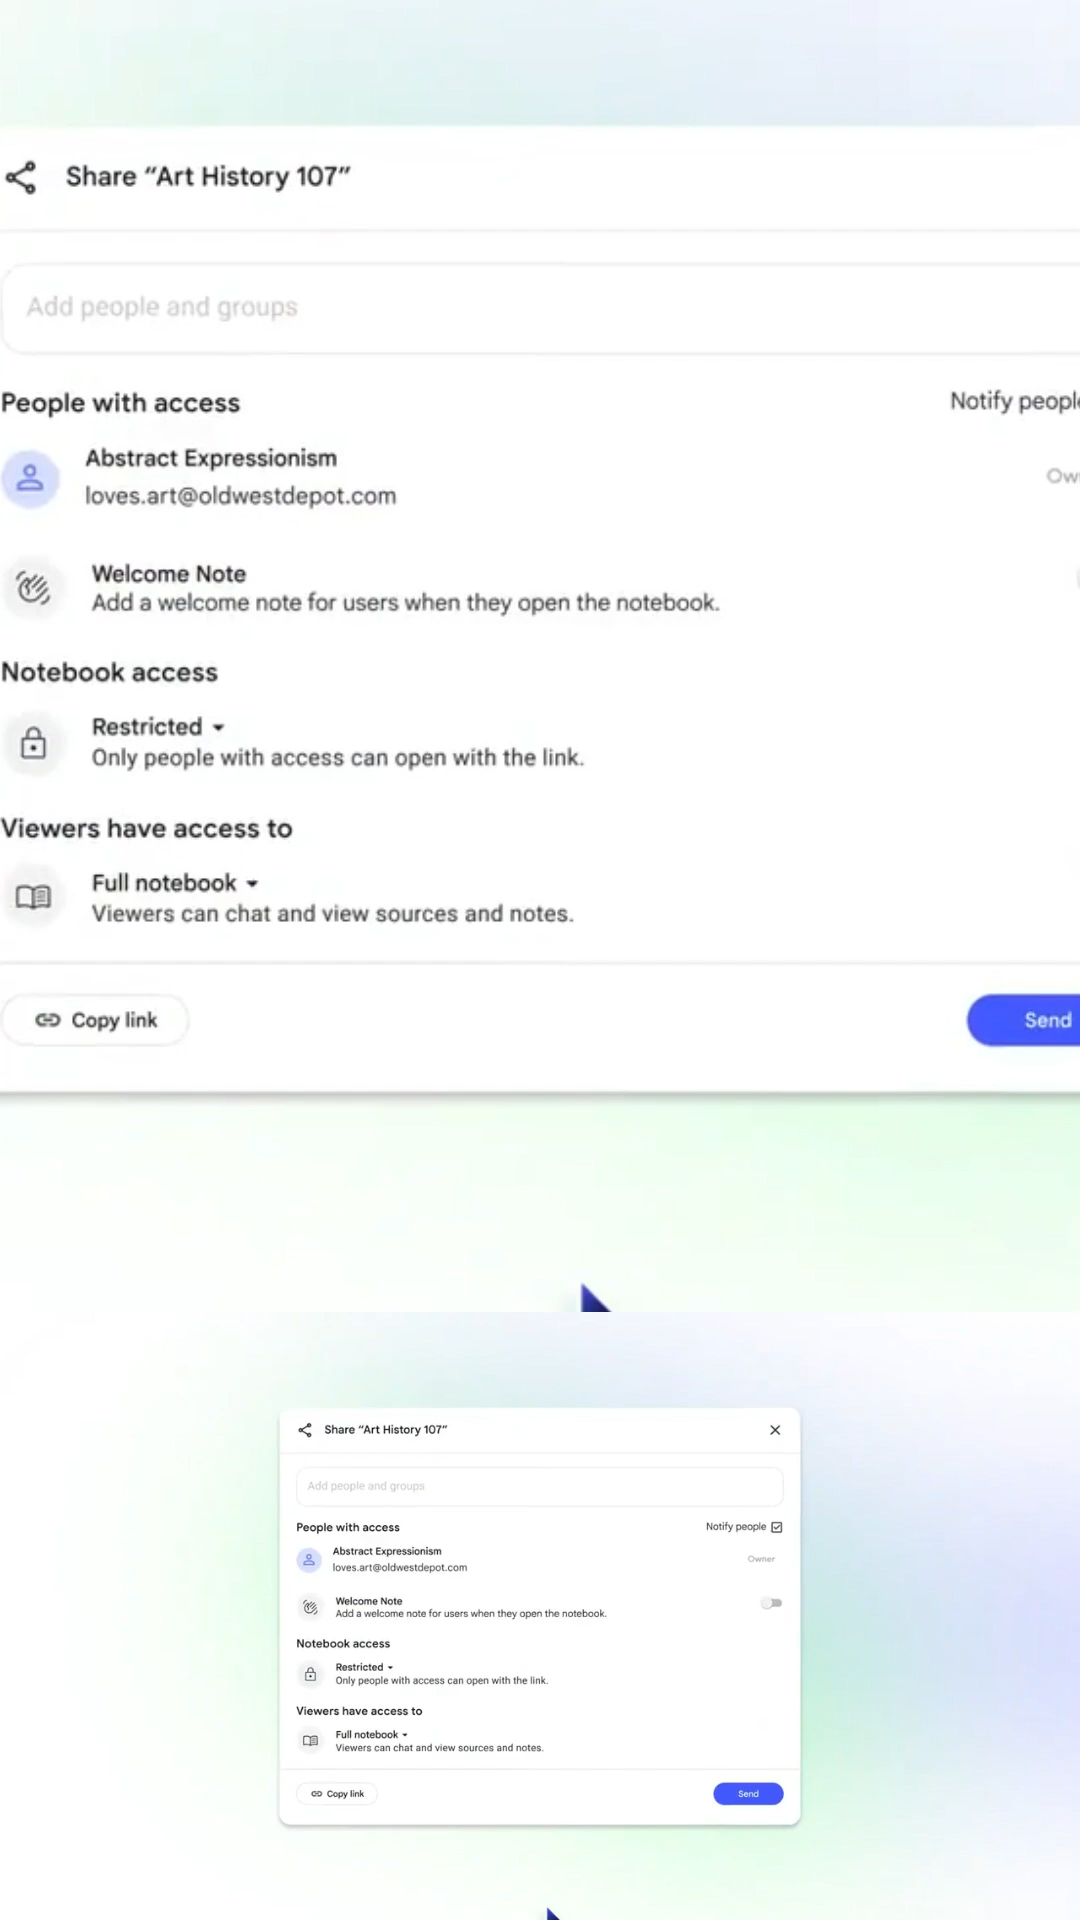 Share “Art History 107”
Add people and groups
People with access
Notify people
Abstract Expressionism
loves.art@oldwestdepot.com
Welcome Note
Add a welcome note for users when they open the notebook.
Notebook access
Restricted
Only people with access can open with the link.
Viewers have access to
Full notebook
Viewers can chat and view sources and notes.
Copy link
Send
Share “Art History 107”
Add people and groups
People with access
Notify people
Abstract Expressionism
Owner
loves.art@oldwestdepot.com
Welcome Note
Add a welcome note for users when they open the notebook.
Notebook access
Restricted
Only people with access can open with the link.
Viewers have access to
Full notebook
Viewers can chat and view sources and notes.
Copy link
Send